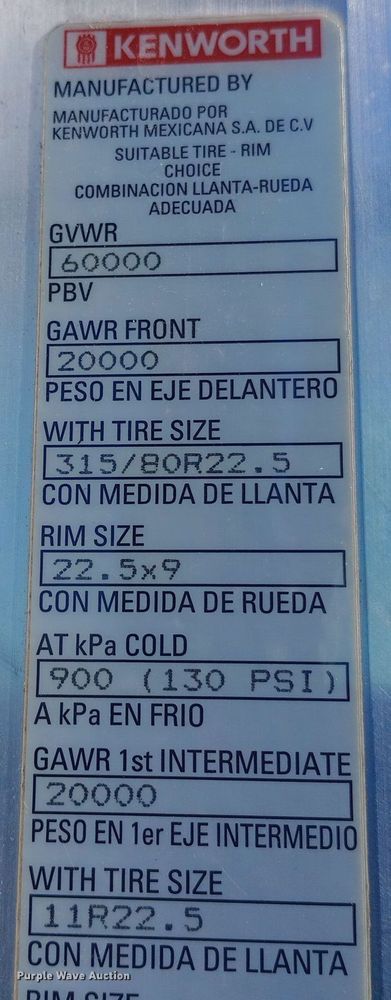 KENWORTH
MANUFACTURED BY
MANUFACTURADO POR
KENWORTH MEXICANA S.A. DE C.V
SUITABLE TIRE - RIM
CHOICE
COMBINACION LLANTA-RUEDA
ADECUADA
GVWR
60000
PBV
GAWR FRONT
20000
PESO EN EJE DELANTERO
WITH TIRE SIZE
315/80R22.5
CON MEDIDA DE LLANTA
RIM SIZE
22.5x9
CON MEDIDA DE RUEDA
AT kPa COLD
900 (130 PSI)
A kPa EN FRIO
GAWR 1st INTERMEDIATE
20000
PESO EN 1er EJE INTERMEDIO
WITH TIRE SIZE
11R22.5
CON MEDIDA DE LLANTA
Purple Wave Auction
RIM SIZE